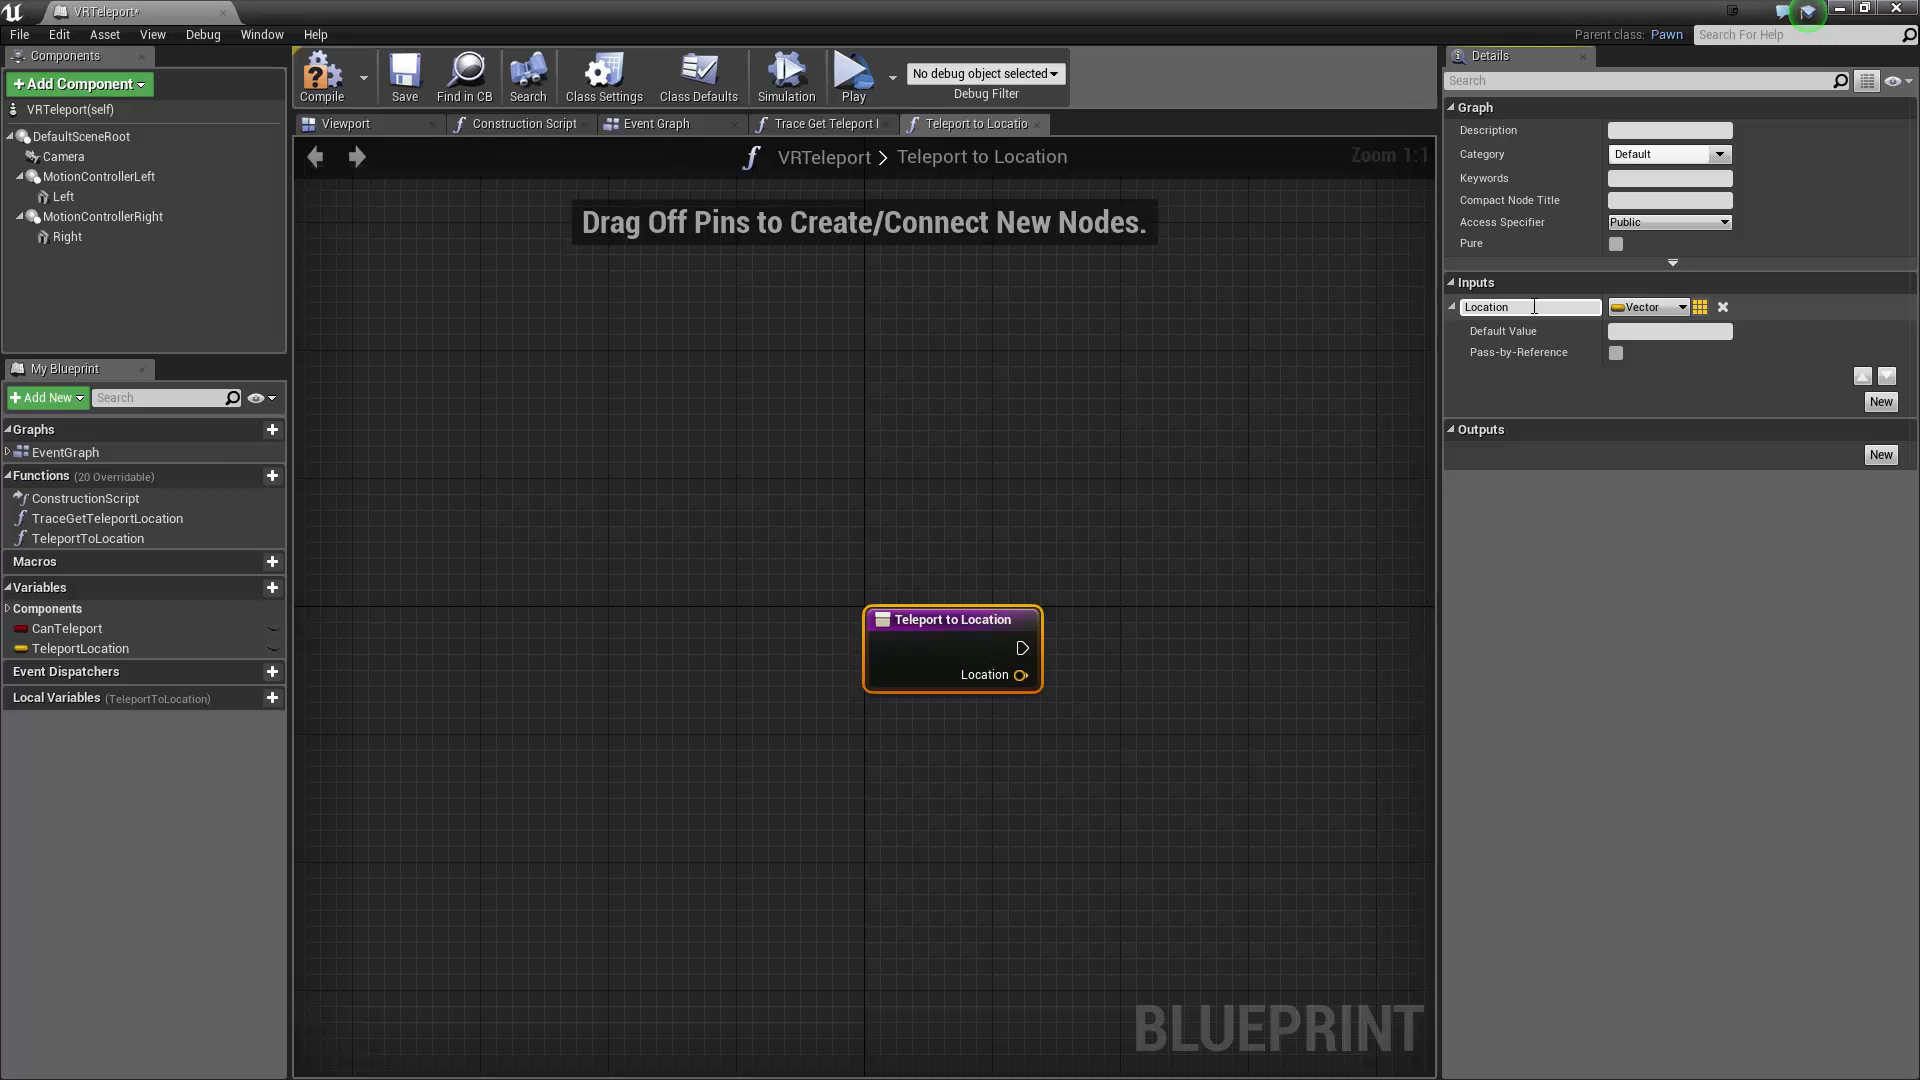 VRTeleport*
File Edit Asset View Debug Window Help
Parent class: Pawn
Search For Help
Components
+Add Component
VRTeleport(self)
DefaultSceneRoot
Camera
MotionControllerLeft
Left
MotionControllerRight
Right
Compile
Save
Find in CB
Search
Class Settings
Class Defaults
Simulation
Play
No debug object selected
Debug Filter
Viewport
Construction Script
Event Graph
Trace Get Teleport l
Teleport to Locatio
VRTeleport > Teleport to Location
Zoom 1:1
Drag Off Pins to Create/Connect New Nodes.
Teleport to Location
Location
BLUEPRINT
My Blueprint
+Add New
Search
Graphs
EventGraph
Functions (20 Overridable)
ConstructionScript
TraceGetTeleportLocation
TeleportToLocation
Macros
Variables
Components
CanTeleport
TeleportLocation
Event Dispatchers
Local Variables (TeleportToLocation)
Details
Search
Graph
Description
Category Default
Keywords
Compact Node Title
Access Specifier Public
Pure
Inputs
Location Vector
Default Value
Pass-by-Reference
New
Outputs
New